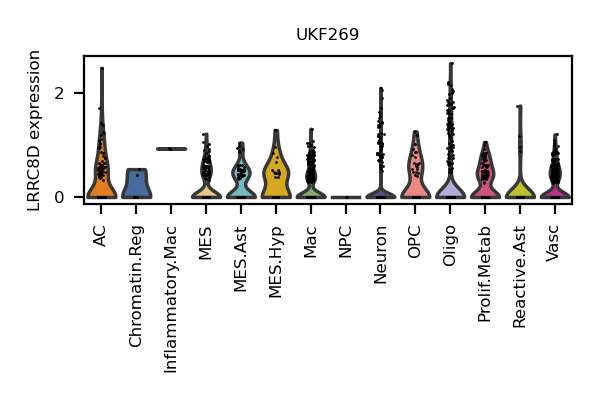 UKF269
LRRC8D expression
2
0
AC
Chromatin.Reg
Inflammatory.Mac
MES
MES.Ast
MES.Hyp
Mac
NPC
Neuron
OPC
Oligo
Prolif.Metab
Reactive.Ast
Vasc